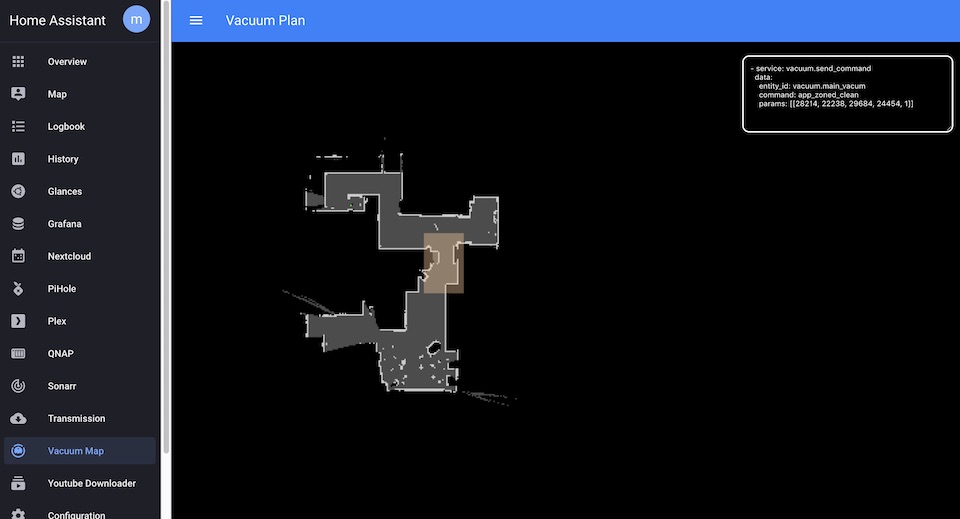 Home Assistant
m
Vacuum Plan
Overview
Map
Logbook
History
Glances
Grafana
Nextcloud
PiHole
Plex
QNAP
Sonarr
Transmission
Vacuum Map
Youtube Downloader
Configuration
- service: vacuum.send_command
data:
entity_id: vacuum.main_vacum
command: app_zoned_clean
params: [[28214, 22238, 29684, 24454, 1]]